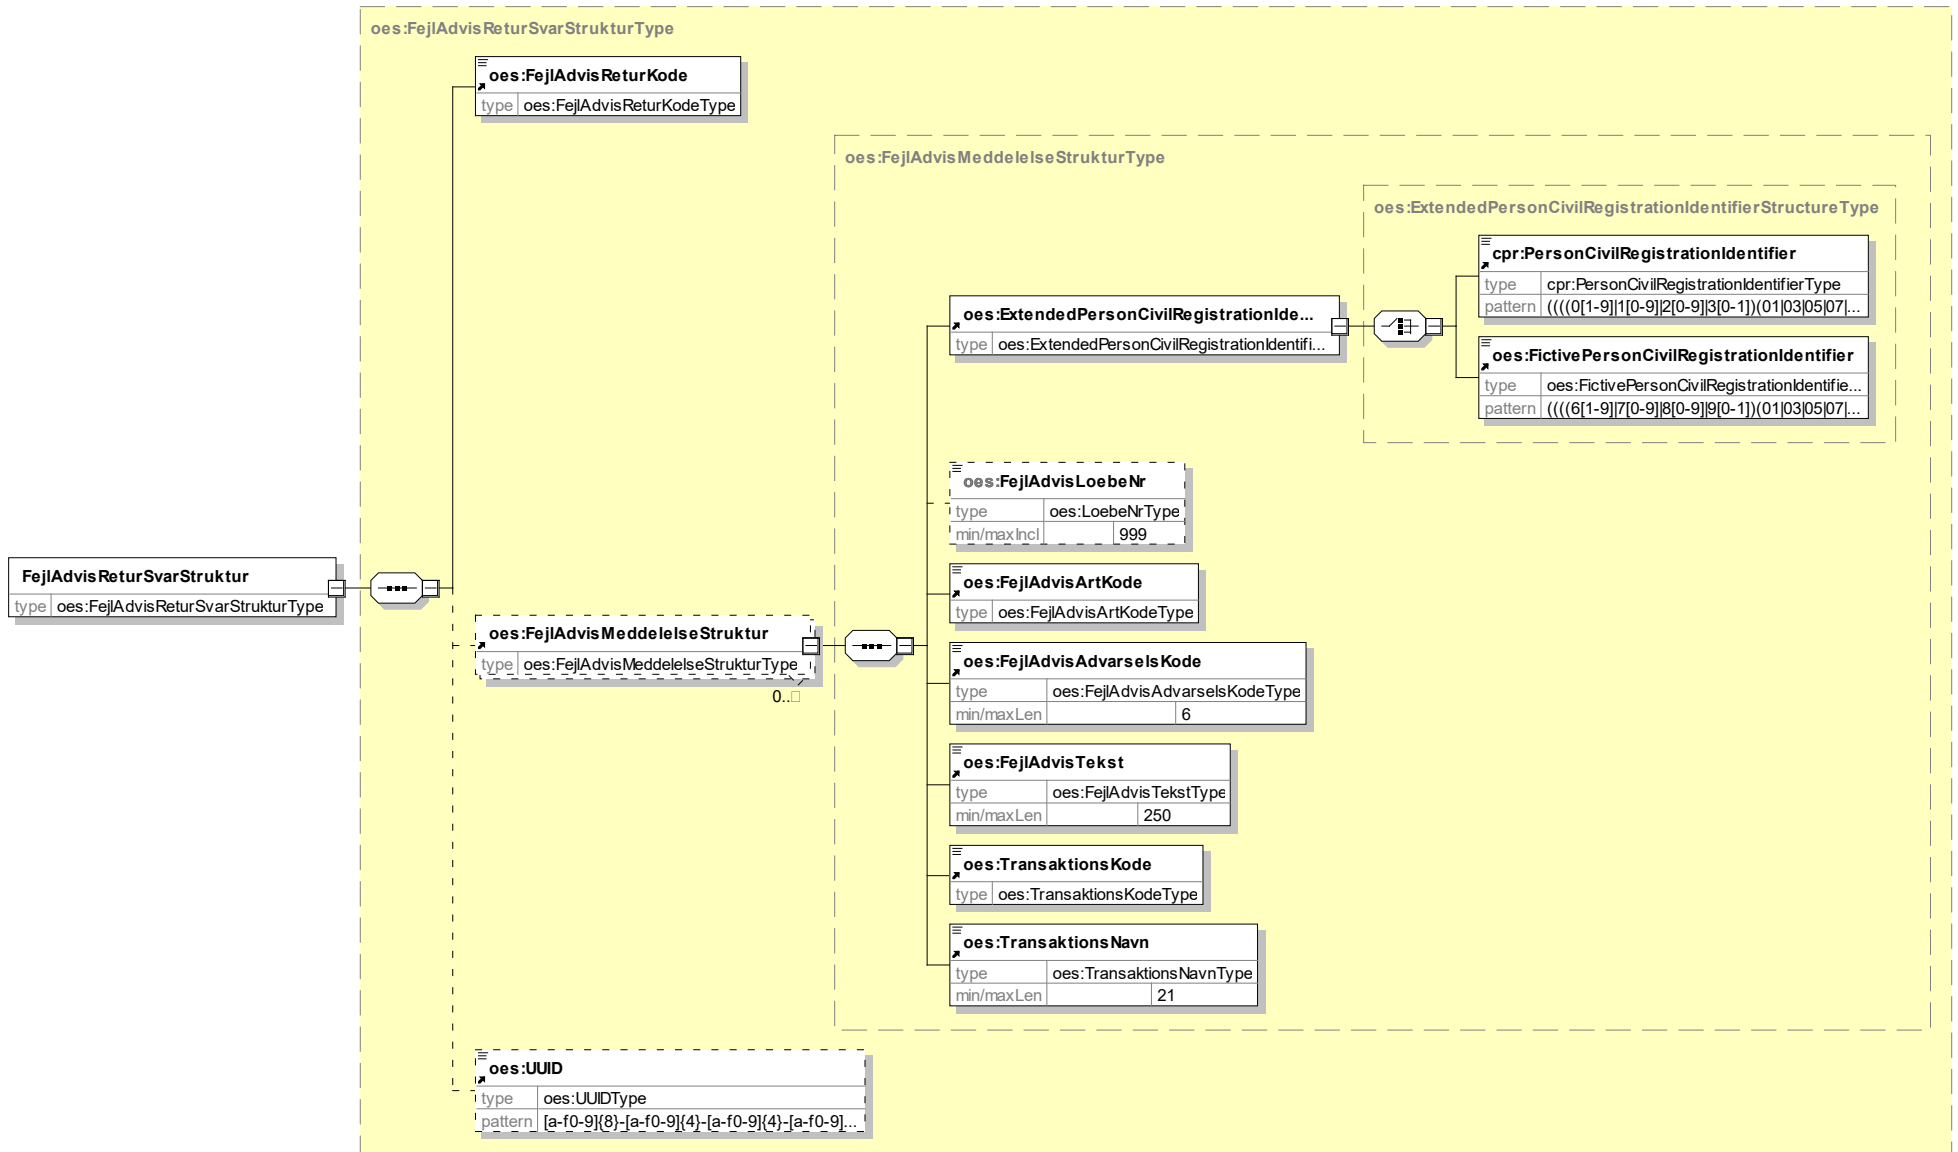 oes:FejlAdvisReturSvarStrukturType
oes:FejlAdvisReturKode
type oes:FejlAdvisReturKodeType
oes:FejlAdvisMeddelelseStrukturType
oes:ExtendedPersonCivilRegistrationIdentifierStructureType
cpr:PersonCivilRegistrationIdentifier
type cpr:PersonCivilRegistrationIdentifierType
pattern ((((0[1-9]|1[0-9]|2[0-9]|3[0-1])(01|03|05|07|...
oes:ExtendedPersonCivilRegistrationIde...
type oes:ExtendedPersonCivilRegistrationIdentifi...
oes:FictivePersonCivilRegistrationIdentifier
type oes:FictivePersonCivilRegistrationIdentifie...
pattern ((((6[1-9]|7[0-9]|8[0-9]|9[0-1])(01|03|05|07|...
oes:FejlAdvisLoebeNr
type oes:LoebeNrType
min/maxIncl 999
FejlAdvisReturSvarStruktur
type oes:FejlAdvisReturSvarStrukturType
oes:FejlAdvisArtKode
type oes:FejlAdvisArtKodeType
oes:FejlAdvisMeddelelseStruktur
type oes:FejlAdvisMeddelelseStrukturType
0..
oes:FejlAdvisAdvarselsKode
type oes:FejlAdvisAdvarselsKodeType
min/maxLen 6
oes:FejlAdvisTekst
type oes:FejlAdvisTekstType
min/maxLen 250
oes:TransaktionsKode
type oes:TransaktionsKodeType
oes:TransaktionsNavn
type oes:TransaktionsNavnType
min/maxLen 21
oes:UUID
type oes:UUIDType
pattern [a-f0-9]{8}-[a-f0-9]{4}-[a-f0-9]{4}-[a-f0-9]...